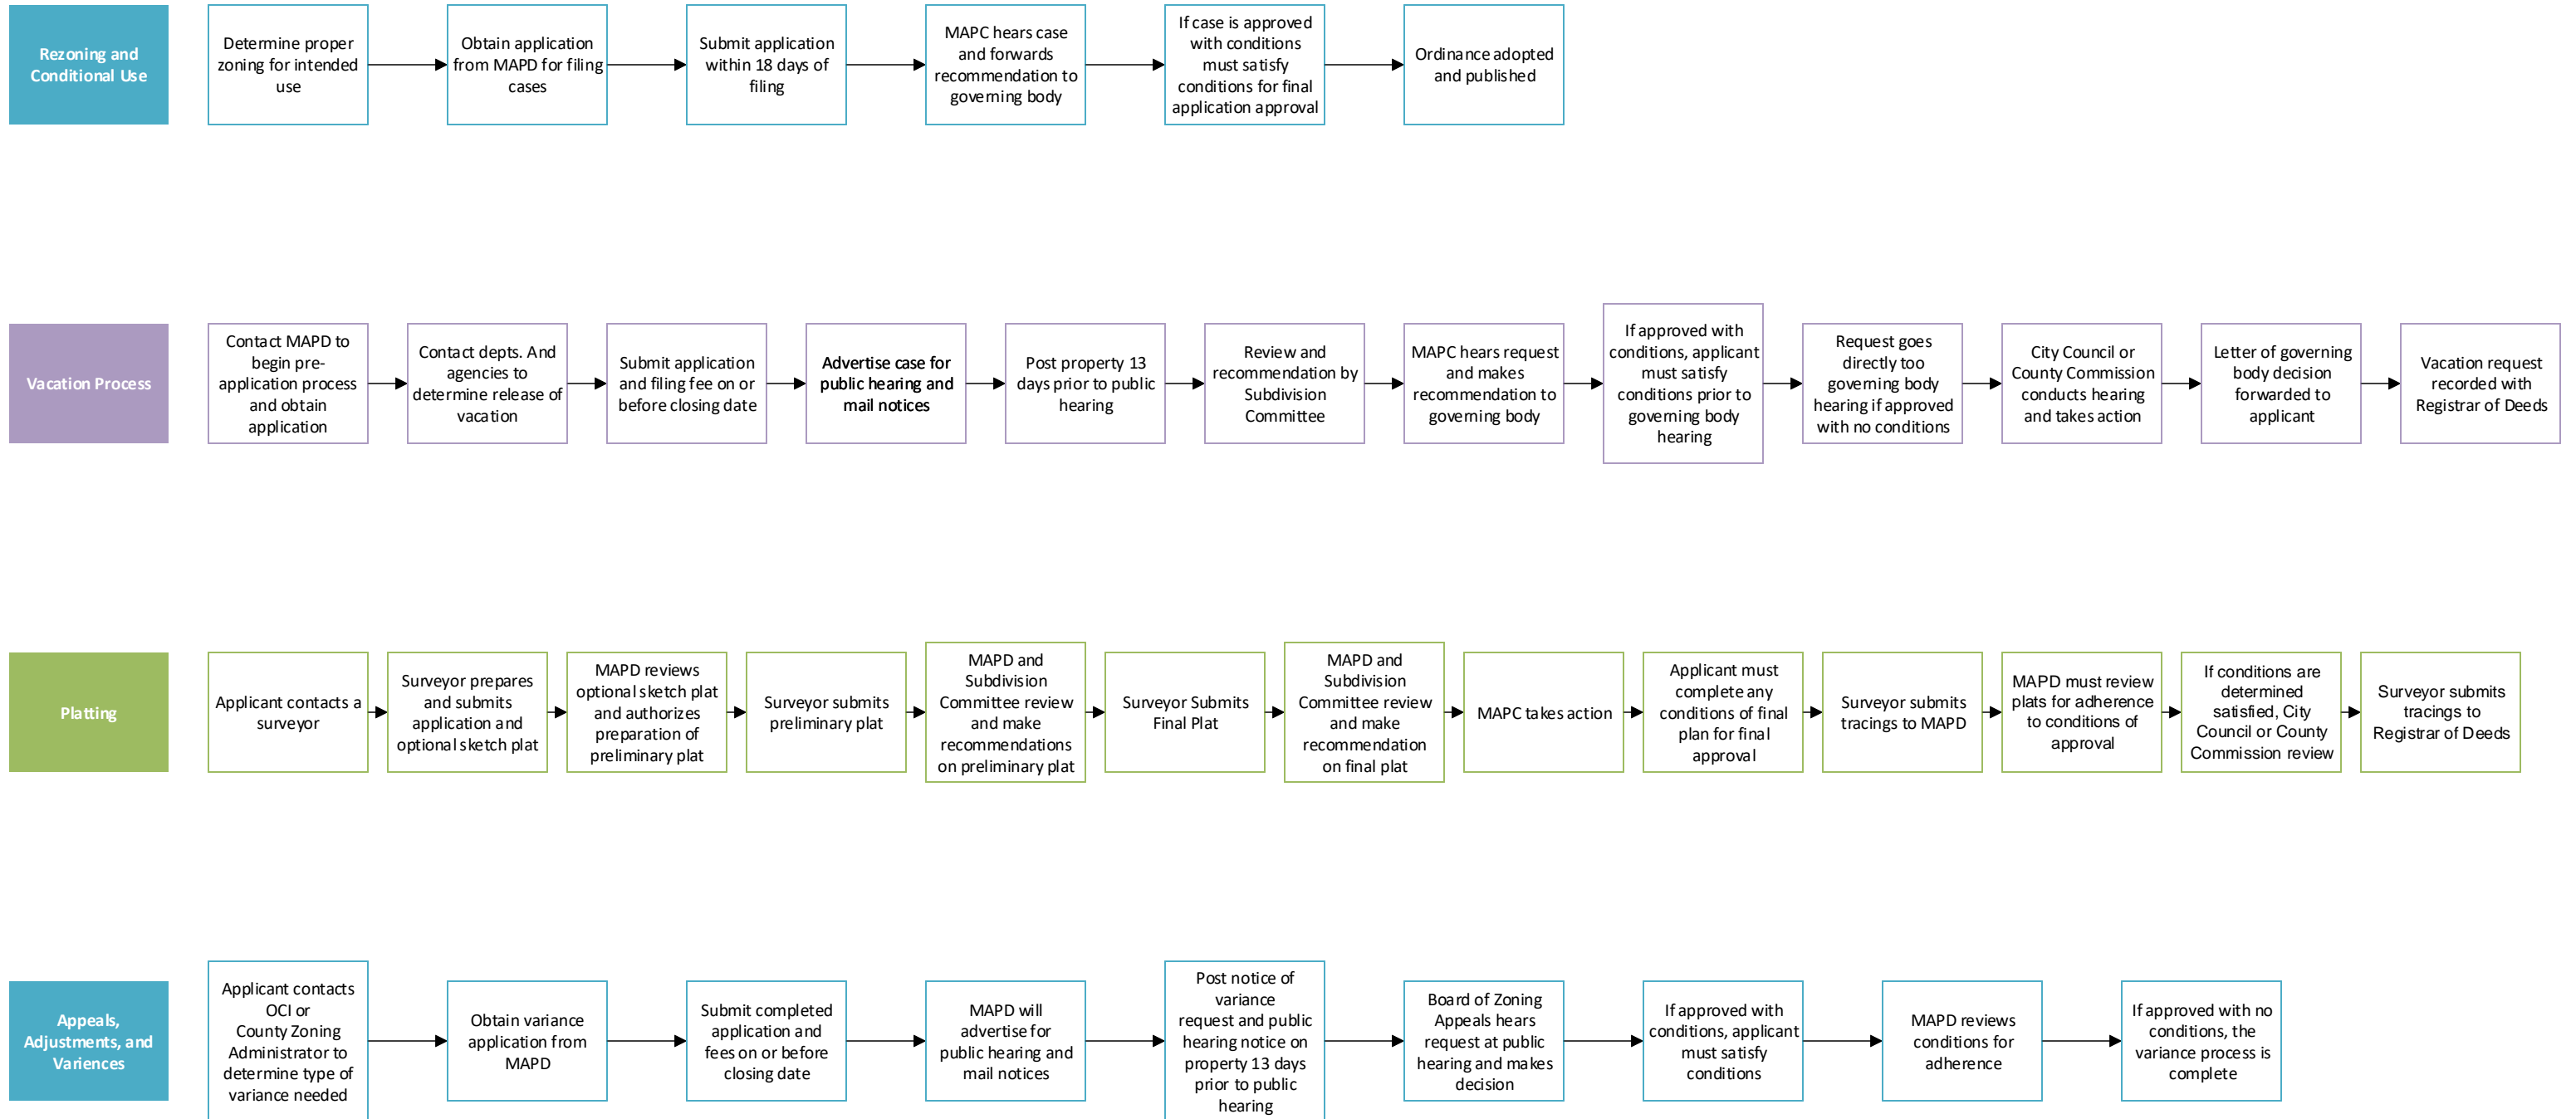 Rezoning and
Conditional Use
Determine proper
zoning for intended
use
Obtain application
from MAPD for filing
cases
Submit application
within 18 days of
filing
MAPC hears case
and forwards
recommendation to
governing body
If case is approved
with conditions
must satisfy
conditions for final
application approval
Ordinance adopted
and published
Vacation Process
Contact MAPD to
begin pre-
application process
and obtain
application
Contact depts. And
agencies to
determine release of
vacation
Submit application
and filing fee on or
before closing date
Advertise case for
public hearing and
mail notices
Post property 13
days prior to public
hearing
Review and
recommendation by
Subdivision
Committee
MAPC hears request
and makes
recommendation to
governing body
If approved with
conditions, applicant
must satisfy
conditions prior to
governing body
hearing
Request goes
directly too
governing body
hearing if approved
with no conditions
City Council or
County Commission
conducts hearing
and takes action
Letter of governing
body decision
forwarded to
applicant
Vacation request
recorded with
Registrar of Deeds
Platting
Applicant contacts a
surveyor
Surveyor prepares
and submits
application and
optional sketch plat
MAPD reviews
optional sketch plat
and authorizes
preparation of
preliminary plat
Surveyor submits
preliminary plat
MAPD and
Subdivision
Committee review
and make
recommendations
on preliminary plat
Surveyor Submits
Final Plat
MAPD and
Subdivision
Committee review
and make
recommendation
on final plat
MAPC takes action
Applicant must
complete any
conditions of final
plan for final
approval
Surveyor submits
tracings to MAPD
MAPD must review
plats for adherence
to conditions of
approval
If conditions are
determined
satisfied, City
Council or County
Commission review
Surveyor submits
tracings to
Registrar of Deeds
Appeals,
Adjustments, and
Variences
Applicant contacts
OCI or
County Zoning
Administrator to
determine type of
variance needed
Obtain variance
application from
MAPD
Submit completed
application and
fees on or before
closing date
MAPD will
advertise for
public hearing and
mail notices
Post notice of
variance
request and public
hearing notice on
property 13 days
prior to public
hearing
Board of Zoning
Appeals hears
request at public
hearing and makes
decision
If approved with
conditions, applicant
must satisfy
conditions
MAPD reviews
conditions for
adherence
If approved with no
conditions, the
variance process is
complete